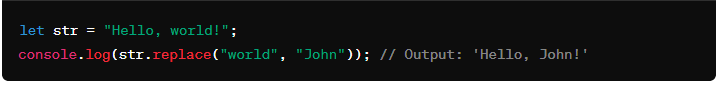 let str = "Hello, world!";
console.log(str.replace("world", "John")); // Output: 'Hello, John!'